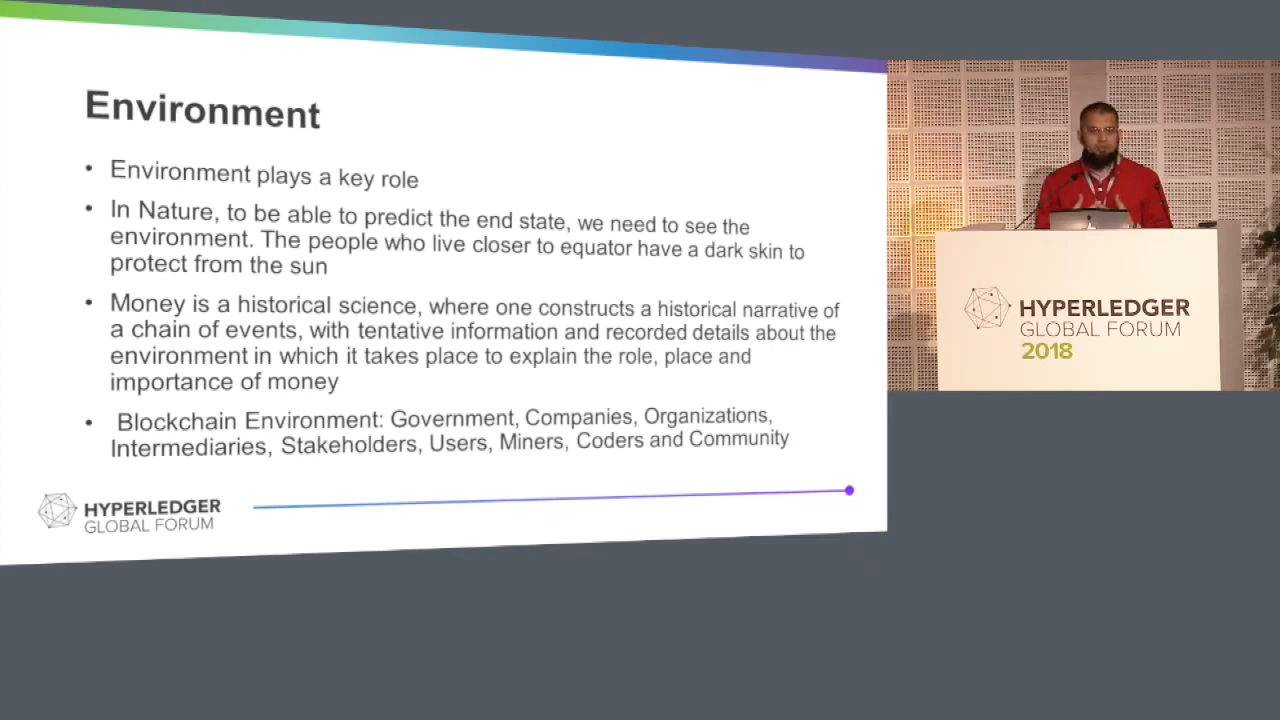 Environment
• Environment plays a key role
• In Nature, to be able to predict the end state, we need to see the
environment. The people who live closer to equator have a dark skin to
protect from the sun
• Money is a historical science, where one constructs a historical narrative of
a chain of events, with tentative information and recorded details about the
environment in which it takes place to explain the role, place and
importance of money
• Blockchain Environment: Government, Companies, Organizations,
Intermediaries, Stakeholders, Users, Miners, Coders and Community
HYPERLEDGER
GLOBAL FORUM
HYPERLEDGER
GLOBAL FORUM
2018